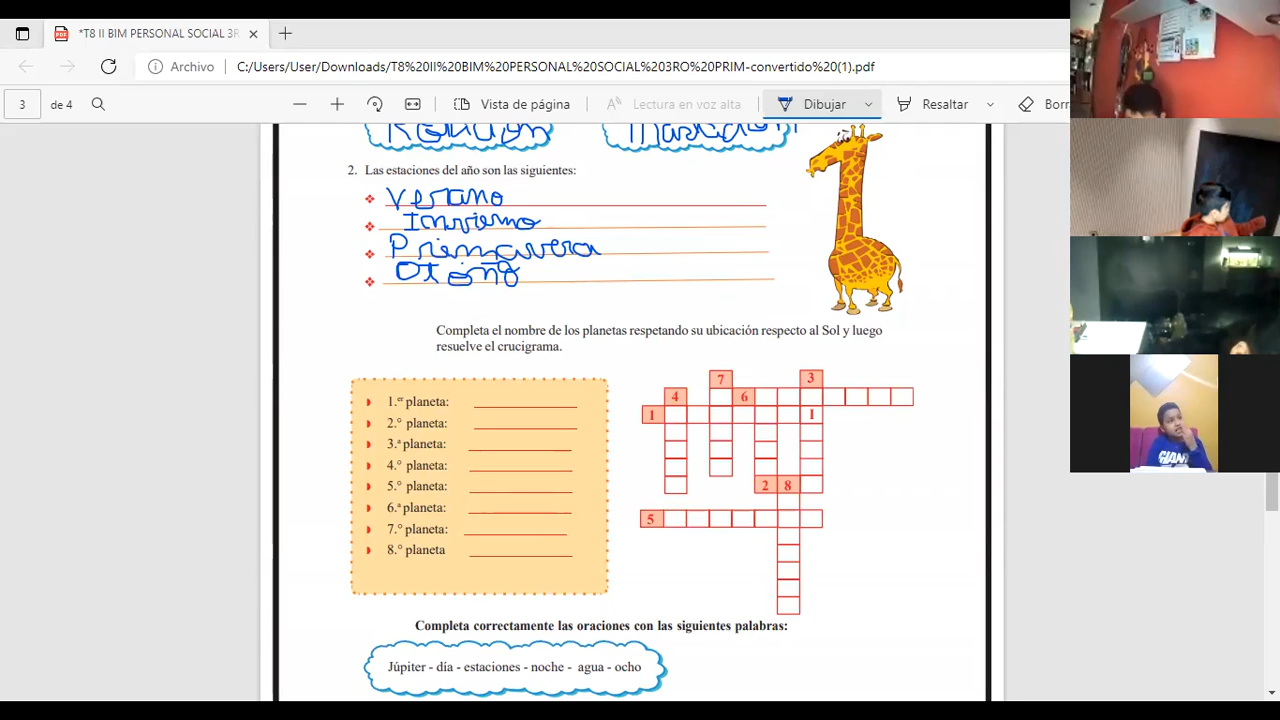 *T8 II BIM PERSONAL SOCIAL 3R
Archivo C:/Users/User/Downloads/T8%20II%20BIM%20PERSONAL%20SOCIAL%203RO%20PRIM-convertido%20(1).pdf
3 de 4 Vista de página Lectura en voz alta Dibujar Resaltar Borr
2. Las estaciones del año son las siguientes:
Verano
Invierno
Primavera
Otoño
Completa el nombre de los planetas respetando su ubicación respecto al Sol y luego
resuelve el crucigrama.
1.er planeta:
2.° planeta:
3.a planeta:
4.° planeta:
5.° planeta:
6.a planeta:
7.° planeta:
8.° planeta
7 3
4 6
1 1
2 8
5
Completa correctamente las oraciones con las siguientes palabras:
Júpiter - día - estaciones - noche - agua - ocho
GIANT